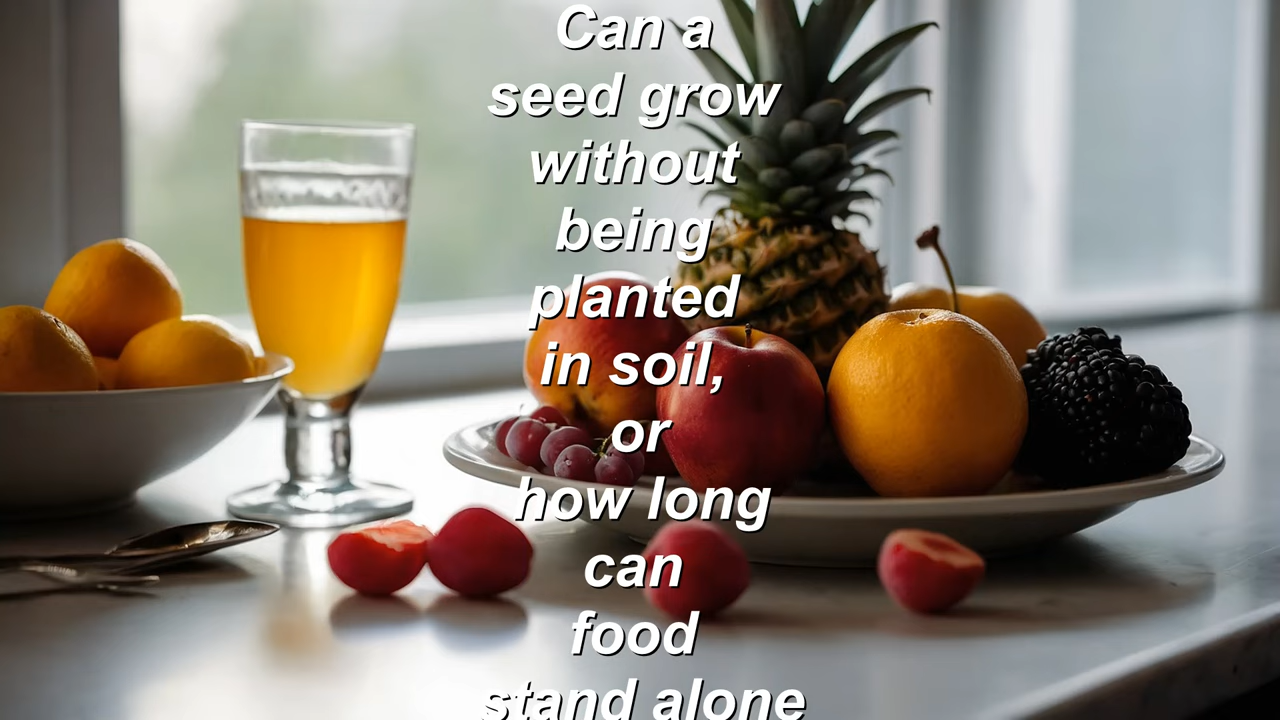 Can a
seed grow
without
being
planted
in soil,
or
how long
can
food
stand alone